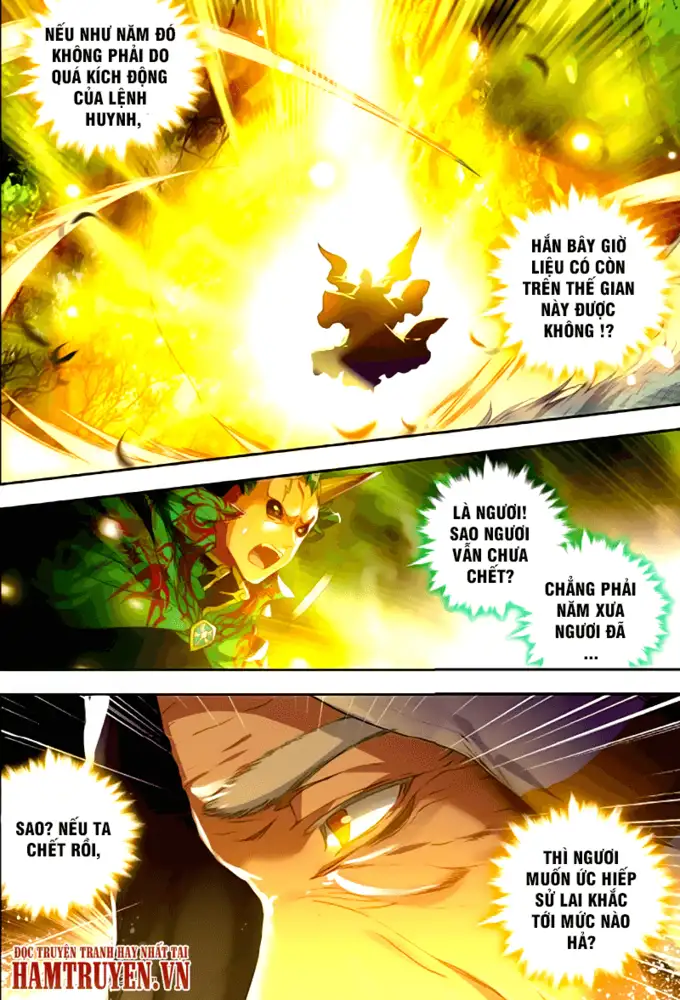 NẾU NHƯ NĂM ĐÓ
KHÔNG PHẢI DO
QUÁ KÍCH ĐỘNG
CỦA LỆNH
HUYNH,
HẮN BÂY GIỜ
LIỆU CÓ CÒN
TRÊN THẾ GIAN
NÀY ĐƯỢC
KHÔNG !?
LÀ NGƯƠI!
SAO NGƯƠI
VẪN CHƯA
CHẾT?
CHẲNG PHẢI
NĂM XƯA
NGƯƠI ĐÃ
...
SAO? NẾU TA
CHẾT RỒI,
THÌ NGƯƠI
MUỐN ỨC HIẾP
SỬ LAI KHẮC
TỚI MỨC NÀO
HẢ?
ĐỌC TRUYỆN TRANH HAY NHẤT TẠI
HAMTRUYEN.VN